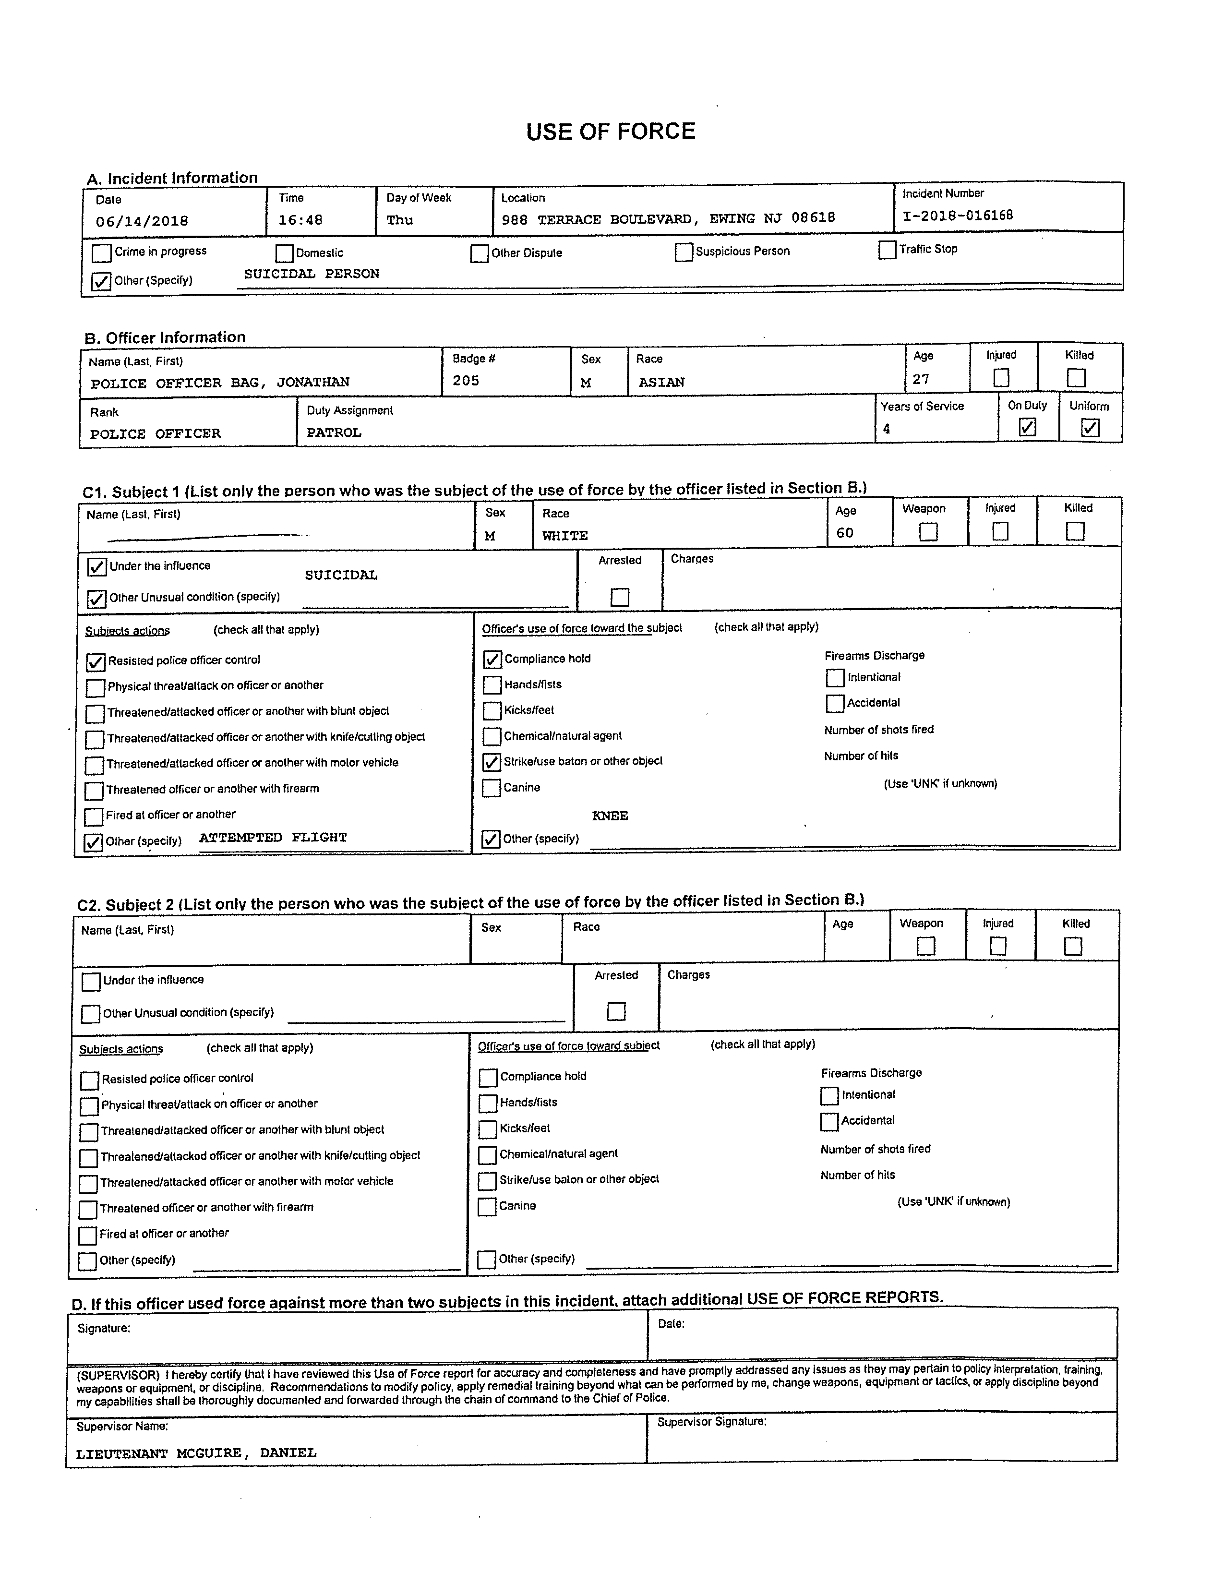 USE OF FORCE
A. Incident Information
Date Time Day of Week Location Incident Number
06/14/2018 16:48 Thu 988 TERRACE BOULEVARD, EWING NJ 08618 I-2018-016168
Crime in progress Domestic Other Dispute Suspicious Person Traffic Stop
Other (Specify) SUICIDAL PERSON
B. Officer Information
Name (Last, First) Badge # Sex Race Age Injured Killed
POLICE OFFICER BAG, JONATHAN 205 M ASIAN 27
Rank Duty Assignment Years of Service On Duty Uniform
POLICE OFFICER PATROL 4
C1. Subject 1 (List only the person who was the subject of the use of force by the officer listed in Section B.)
Name (Last, First) Sex Race Age Weapon Injured Killed
M WHITE 60
Under the influence Arrested Charges
SUICIDAL
Other Unusual condition (specify)
Subjects actions (check all that apply) Officer's use of force toward the subject (check all that apply)
Resisted police officer control Compliance hold Firearms Discharge
Physical threat/attack on officer or another Hands/fists Intentional
Threatened/attacked officer or another with blunt object Kicks/feet Accidental
Threatened/attacked officer or another with knife/cutting object Chemical/natural agent Number of shots fired
Threatened/attacked officer or another with motor vehicle Strike/use baton or other object Number of hits
Threatened officer or another with firearm Canine (Use 'UNK' if unknown)
Fired at officer or another KNEE
Other (specify) ATTEMPTED FLIGHT Other (specify)
C2. Subject 2 (List only the person who was the subject of the use of force by the officer listed in Section B.)
Name (Last, First) Sex Race Age Weapon Injured Killed
Under the influence Arrested Charges
Other Unusual condition (specify)
Subjects actions (check all that apply) Officer's use of force toward subject (check all that apply)
Resisted police officer control Compliance hold Firearms Discharge
Physical threat/attack on officer or another Hands/fists Intentional
Threatened/attacked officer or another with blunt object Kicks/feet Accidental
Threatened/attacked officer or another with knife/cutting object Chemical/natural agent Number of shots fired
Threatened/attacked officer or another with motor vehicle Strike/use baton or other object Number of hits
Threatened officer or another with firearm Canine (Use 'UNK' if unknown)
Fired at officer or another
Other (specify) Other (specify)
D. If this officer used force against more than two subjects in this incident, attach additional USE OF FORCE REPORTS.
Signature: Date:
(SUPERVISOR) I hereby certify that I have reviewed this Use of Force report for accuracy and completeness and have promptly addressed any issues as they may pertain to policy interpretation, training,
weapons or equipment, or discipline. Recommendations to modify policy, apply remedial training beyond what can be performed by me, change weapons, equipment or tactics, or apply discipline beyond
my capabilities shall be thoroughly documented and forwarded through the chain of command to the Chief of Police.
Supervisor Name: Supervisor Signature:
LIEUTENANT MCGUIRE, DANIEL